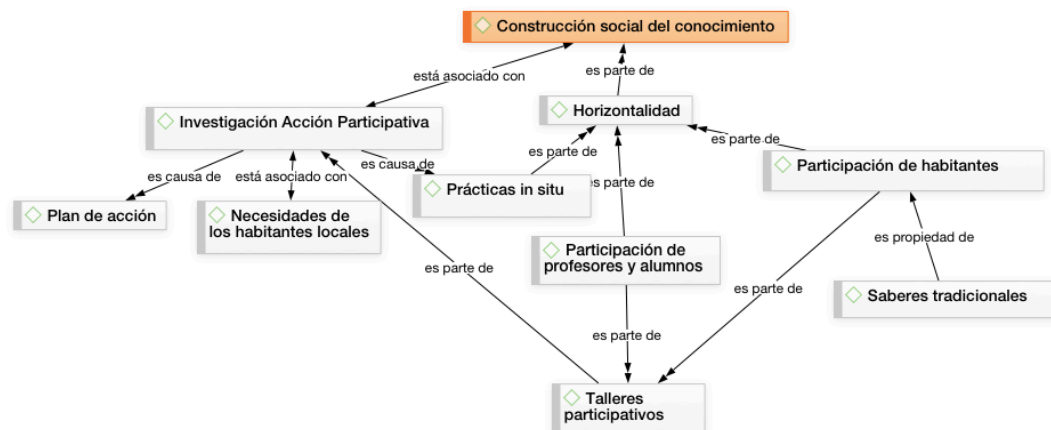 Construcción social del conocimiento
está asociado con
es parte de
Investigación Acción Participativa
Horizontalidad
es parte de
es causa de
está asociado con
es causa de
es parte de
es parte de
Participación de habitantes
Plan de acción
Necesidades de
los habitantes locales
Prácticas in situ
Participación de
profesores y alumnos
es propiedad de
es parte de
es parte de
Saberes tradicionales
es parte de
Talleres
participativos